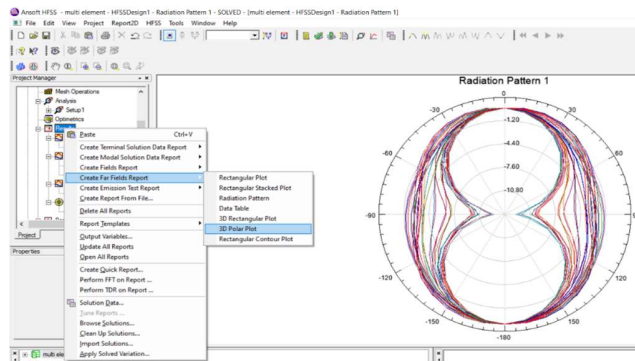 Ansoft HFSS - multi element - HFSSDesign1 - Radiation Pattern 1 - SOLVED - [multi element - HFSSDesign1 - Radiation Pattern 1]
File Edit View Project Report2D HFSS Tools Window Help
Project Manager
Mesh Operations
Analysis
Setup1
Optimetrics
Paste Ctrl+V
Create Terminal Solution Data Report
Create Modal Solution Data Report
Create Fields Report
Create Far Fields Report
Create Emission Test Report
Create Report From File...
Delete All Reports
Report Templates
Output Variables...
Update All Reports
Open All Reports
Create Quick Report...
Perform FFT on Report ...
Perform TDR on Report ...
Solution Data...
Tune Reports ...
Browse Solutions...
Clean Up Solutions...
Import Solutions...
Apply Solved Variation...
Rectangular Plot
Rectangular Stacked Plot
Radiation Pattern
Data Table
3D Rectangular Plot
3D Polar Plot
Rectangular Contour Plot
Project
Properties
multi ele
Radiation Pattern 1
0
-30
30
-1.20
-4.40
-7.60
-10.80
-90
-120
120
-150
150
-180